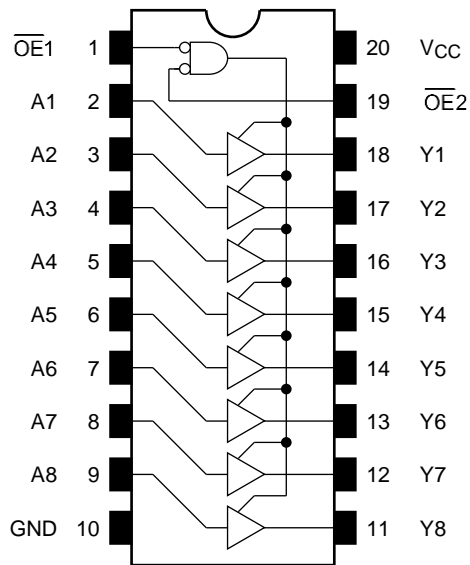 OE1 1 20 VCC
A1 2 19 OE2
A2 3 18 Y1
A3 4 17 Y2
A4 5 16 Y3
A5 6 15 Y4
A6 7 14 Y5
A7 8 13 Y6
A8 9 12 Y7
GND 10 11 Y8